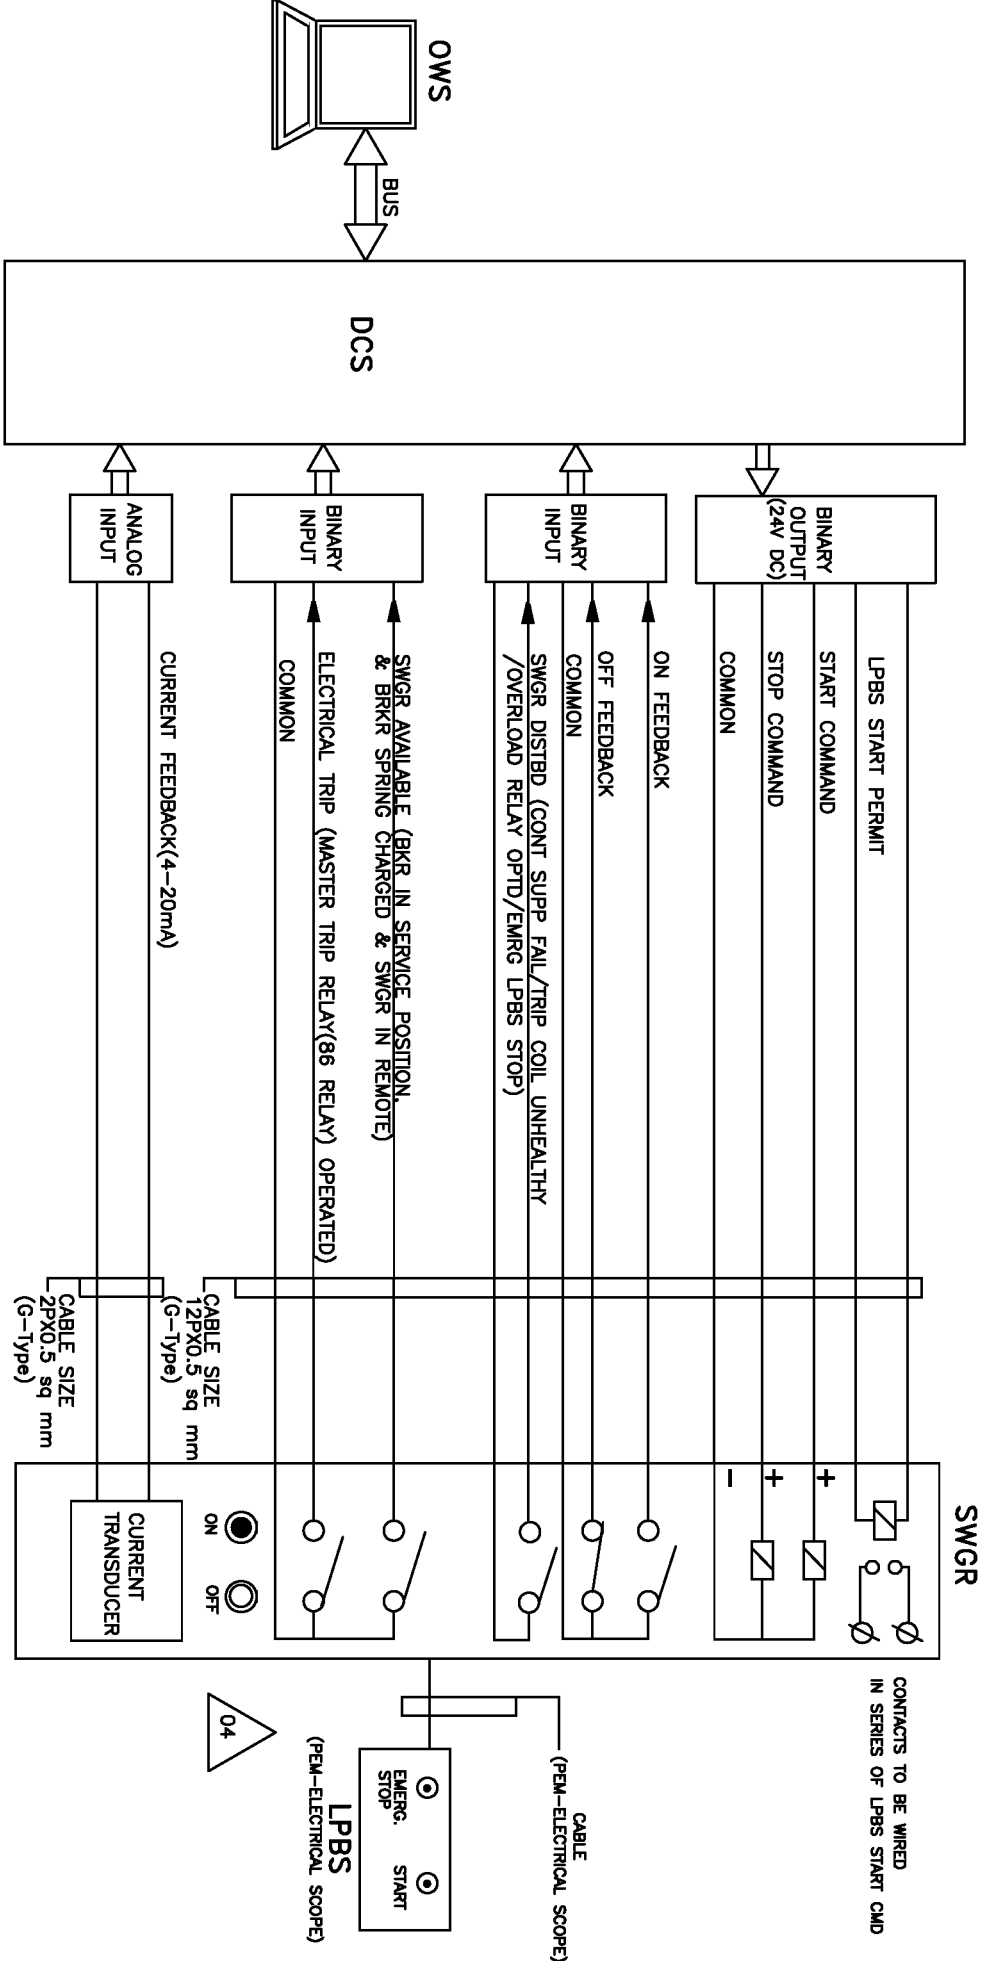 OWS
BUS
DCS
SWGR
BINARY
OUTPUT
(24V DC)
LPBS START PERMIT
START COMMAND
STOP COMMAND
COMMON
+
+
-
CONTACTS TO BE WIRED
IN SERIES OF LPBS START CMD
BINARY
INPUT
ON FEEDBACK
OFF FEEDBACK
COMMON
SWGR DISTBD (CONT SUPP FAIL/TRIP COIL UNHEALTHY
/OVERLOAD RELAY OPTD/EMRG LPBS STOP)
BINARY
INPUT
SWGR AVAILABLE (BKR IN SERVICE POSITION,
& BRKR SPRING CHARGED & SWGR IN REMOTE)
ELECTRICAL TRIP (MASTER TRIP RELAY(86 RELAY) OPERATED)
COMMON
ANALOG
INPUT
CURRENT FEEDBACK(4-20mA)
CABLE SIZE
12PX0.5 sq mm
(G-Type)
CABLE SIZE
2PX0.5 sq mm
(G-Type)
ON
OFF
CURRENT
TRANSDUCER
CABLE
(PEM-ELECTRICAL SCOPE)
EMERG.
STOP
START
LPBS
(PEM-ELECTRICAL SCOPE)
04